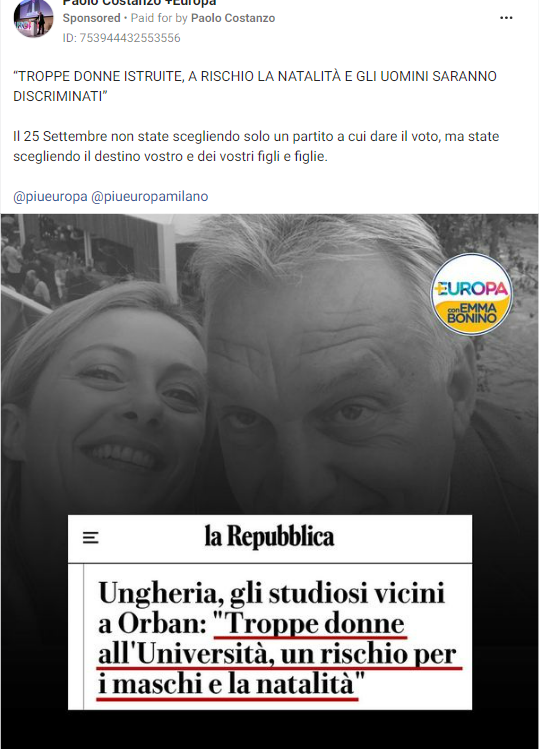 Paolo Costanzo +Europa
Sponsored • Paid for by Paolo Costanzo
ID: 753944432553556
“TROPPE DONNE ISTRUITE, A RISCHIO LA NATALITÀ E GLI UOMINI SARANNO
DISCRIMINATI”
Il 25 Settembre non state scegliendo solo un partito a cui dare il voto, ma state
scegliendo il destino vostro e dei vostri figli e figlie.
@piueuropa @piueuropamilano
+EUROPA
con EMMA
BONINO
la Repubblica
Ungheria, gli studiosi vicini
a Orban: "Troppe donne
all'Università, un rischio per
i maschi e la natalità"